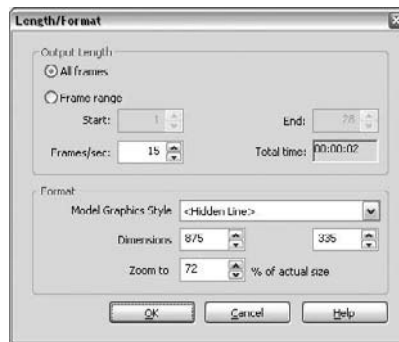 Length/Format
Output Length
All frames
Frame range
Start: 1 End: 28
Frames/sec: 15 Total time: 00:00:02
Format
Model Graphics Style <Hidden Line>
Dimensions 875 335
Zoom to 72 % of actual size
OK Cancel Help